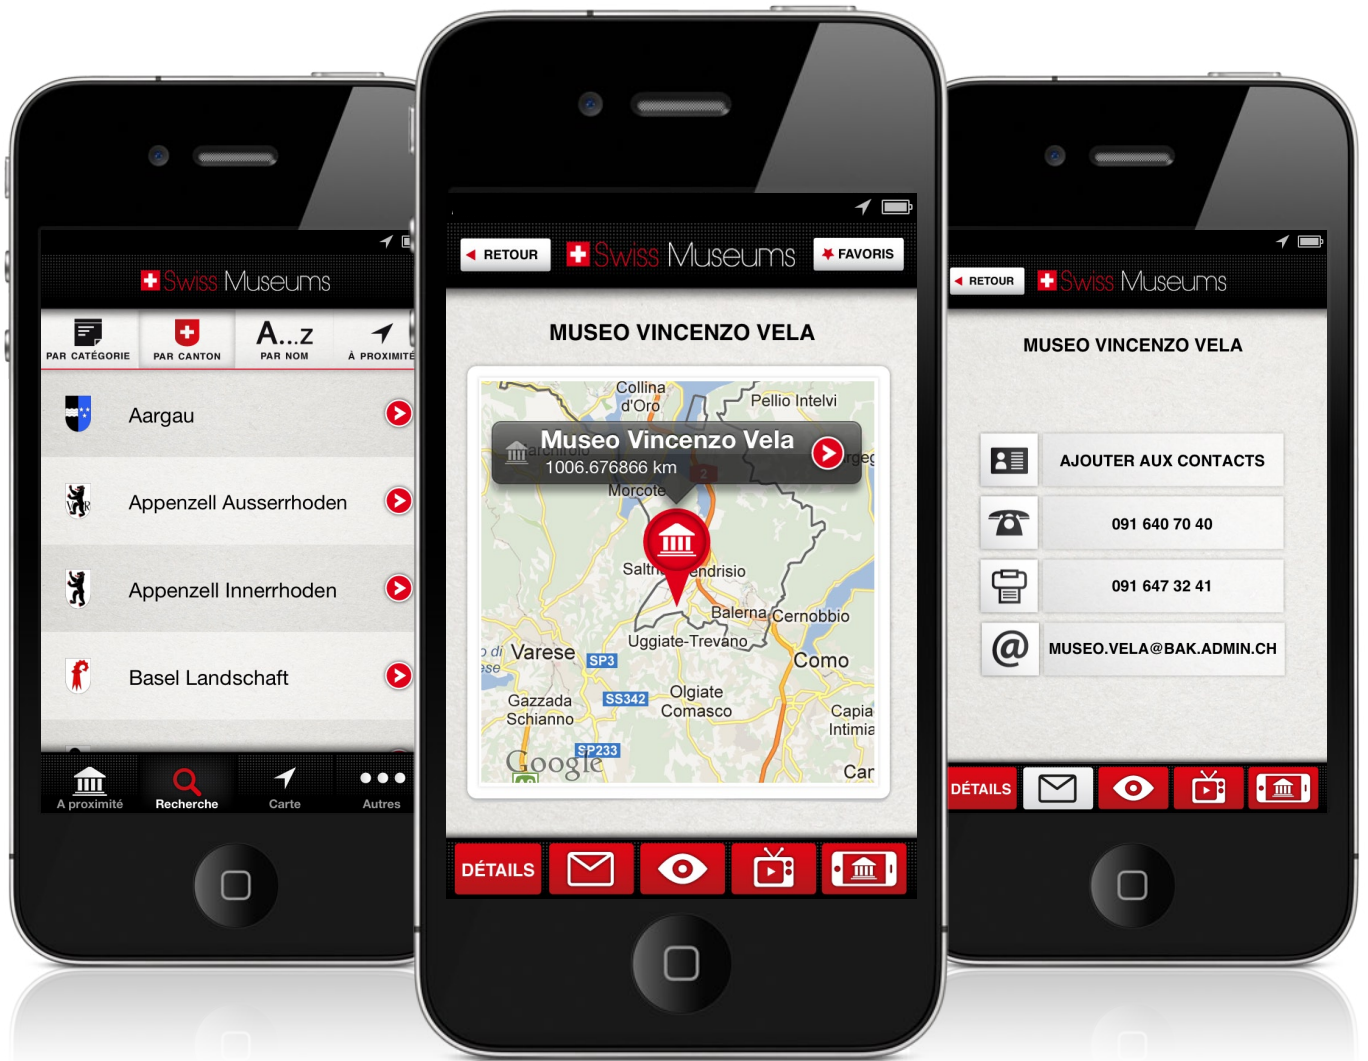 Swiss Museums
PAR CATÉGORIE
PAR CANTON
A...Z
PAR NOM
À PROXIMITÉ
Aargau
Appenzell Ausserrhoden
Appenzell Innerrhoden
Basel Landschaft
A proximité
Recherche
Carte
Autres
RETOUR
Swiss Museums
FAVORIS
MUSEO VINCENZO VELA
Collina
d'Oro
Pellio Intelvi
Museo Vincenzo Vela
1006.676866 km
2
Morcote
Balerna
Cernobbio
Uggiate-Trevano
Varese
SP3
Como
Olgiate
Comasco
SS342
Gazzada
Schianno
Capia
Intimia
SP233
Google
Car
DÉTAILS
RETOUR
Swiss Museums
MUSEO VINCENZO VELA
AJOUTER AUX CONTACTS
091 640 70 40
091 647 32 41
@ MUSEO.VELA@BAK.ADMIN.CH
DÉTAILS